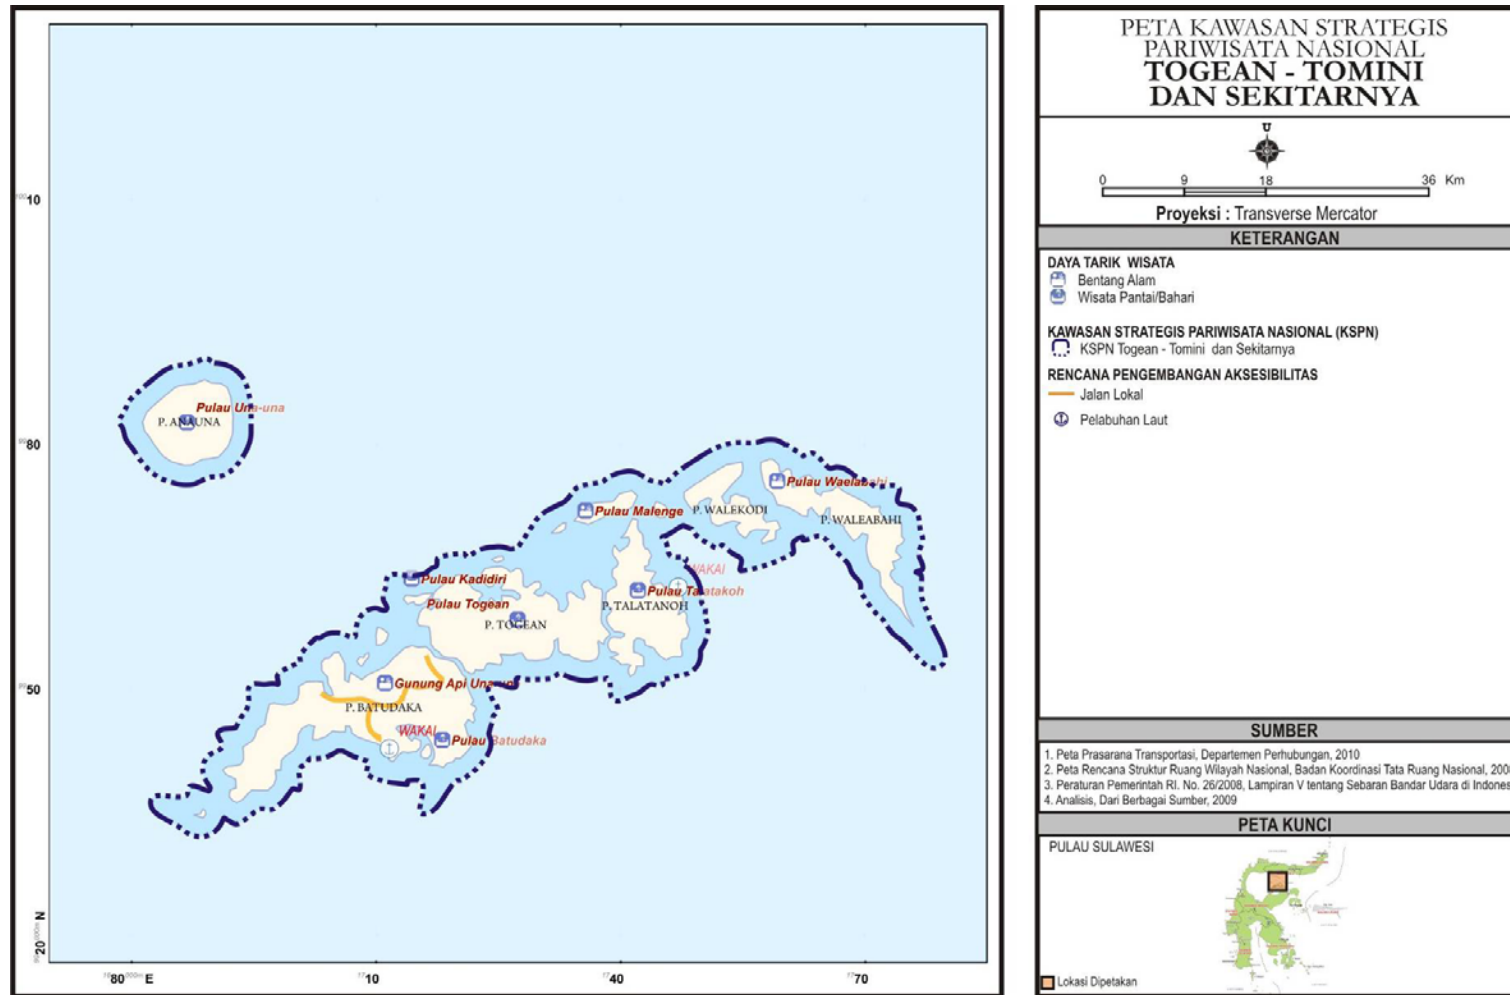 PETA KAWASAN STRATEGIS
PARIWISATA NASIONAL
TOGEAN - TOMINI
DAN SEKITARNYA
U
0 9 18 36 Km
Proyeksi : Transverse Mercator
KETERANGAN
DAYA TARIK WISATA
Bentang Alam
Wisata Pantai/Bahari
KAWASAN STRATEGIS PARIWISATA NASIONAL (KSPN)
KSPN Togean - Tomini dan Sekitarnya
RENCANA PENGEMBANGAN AKSESIBILITAS
Jalan Lokal
Pelabuhan Laut
SUMBER
1. Peta Prasarana Transportasi, Departemen Perhubungan, 2010
2. Peta Rencana Struktur Ruang Wilayah Nasional, Badan Koordinasi Tata Ruang Nasional,
3. Peraturan Pemerintah RI. No. 26/2008, Lampiran V tentang Sebaran Bandar Udara di
4. Analisis, Dari Berbagai Sumber, 2009
PETA KUNCI
PULAU SULAWESI
Lokasi Dipetakan
10
80
50
20
N
80 E
10
40
70
Pulau Una-una
P. ANAUNA
Pulau Waelabahi
Pulau Malenge
P. WALEKODI
P. WALEABAHI
WAKAI
Pulau Kadidiri
Pulau Talatakoh
Pulau Togean
P. TALATANOH
P. TOGEAN
Gunung Api Una-una
P. BATUDAKA
WAKAI
Pulau Batudaka